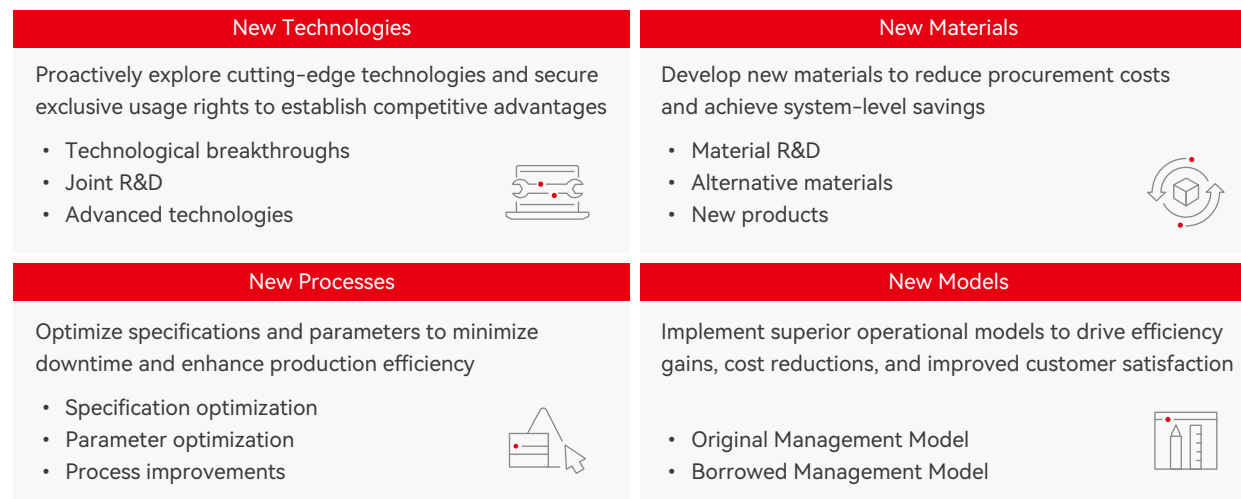 New Technologies
Proactively explore cutting-edge technologies and secure
exclusive usage rights to establish competitive advantages
• Technological breakthroughs
• Joint R&D
• Advanced technologies
New Materials
Develop new materials to reduce procurement costs
and achieve system-level savings
• Material R&D
• Alternative materials
• New products
New Processes
Optimize specifications and parameters to minimize
downtime and enhance production efficiency
• Specification optimization
• Parameter optimization
• Process improvements
New Models
Implement superior operational models to drive efficiency
gains, cost reductions, and improved customer satisfaction
• Original Management Model
• Borrowed Management Model